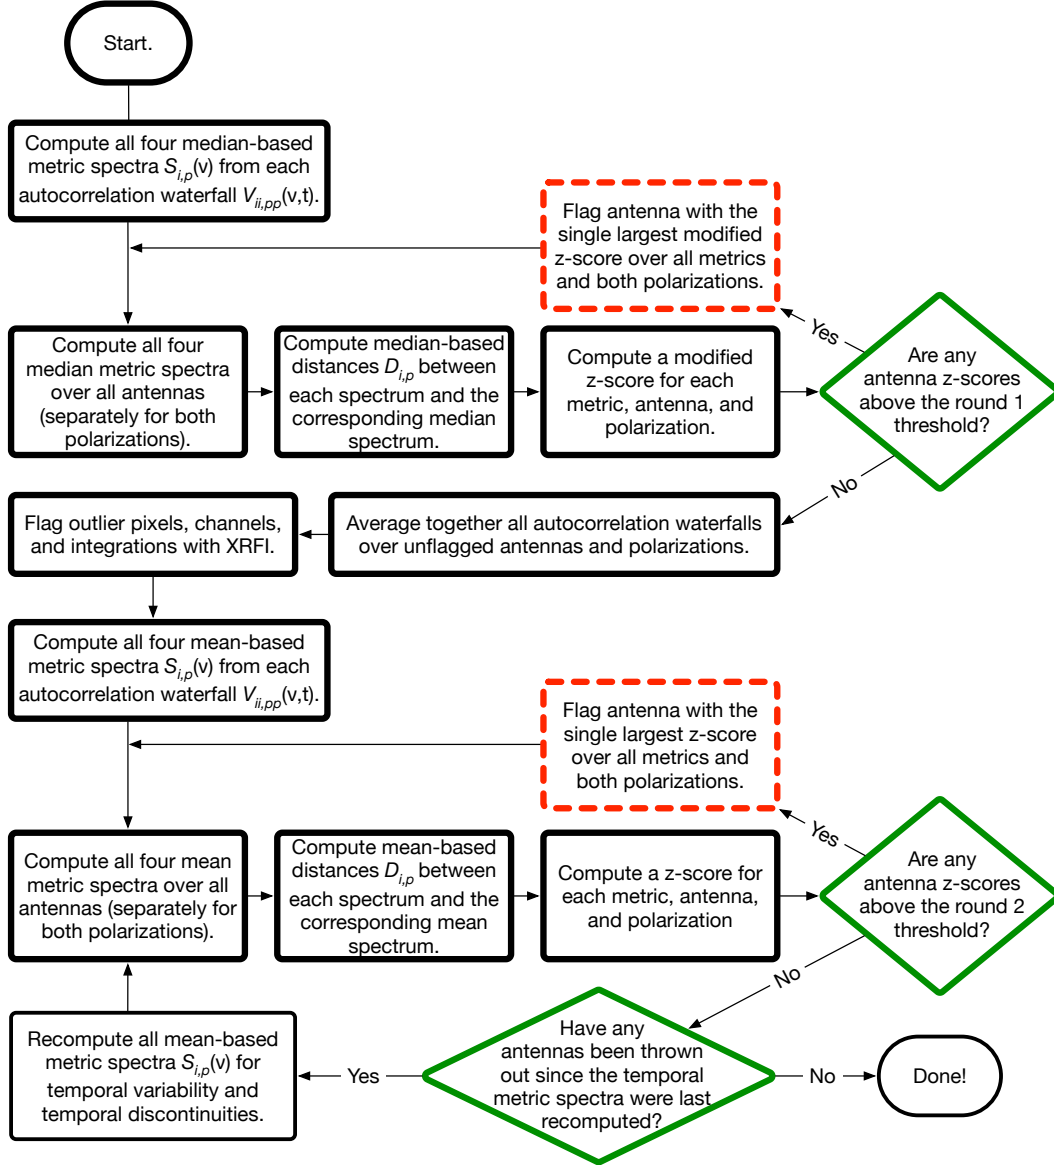 Start.
Compute all four median-based
metric spectra S_{i,p}(ν) from each
autocorrelation waterfall V_{ii,pp}(ν,t).
Flag antenna with the
single largest modified
z-score over all metrics
and both polarizations.
Yes
Compute all four
median metric spectra
over all antennas
(separately for both
polarizations).
Compute median-based
distances D_{i,p} between
each spectrum and the
corresponding median
spectrum.
Compute a modified
z-score for each
metric, antenna, and
polarization.
Are any
antenna z-scores
above the round 1
threshold?
No
Flag outlier pixels, channels,
and integrations with XRFI.
Average together all autocorrelation waterfalls
over unflagged antennas and polarizations.
Compute all four mean-based
metric spectra S_{i,p}(ν) from each
autocorrelation waterfall V_{ii,pp}(ν,t).
Flag antenna with the
single largest z-score
over all metrics and
both polarizations.
Yes
Compute all four mean
metric spectra over all
antennas (separately for
both polarizations).
Compute mean-based
distances D_{i,p} between
each spectrum and the
corresponding mean
spectrum.
Compute a z-score for
each metric, antenna,
and polarization
Are any
antenna z-scores
above the round 2
threshold?
No
Recompute all mean-based
metric spectra S_{i,p}(ν) for
temporal variability and
temporal discontinuities.
Yes
Have any
antennas been thrown
out since the temporal
metric spectra were last
recomputed?
No
Done!